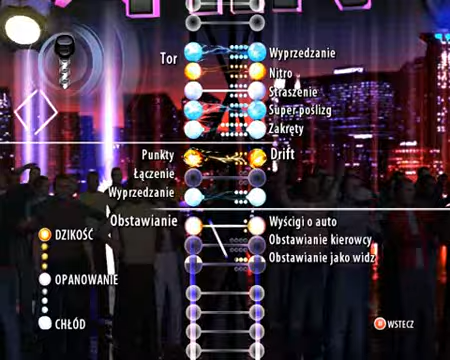 Tor
Wyprzedzanie
Nitro
Straszenie
Super poślizg
Zakręty
Punkty
Drift
Łączenie
Wyprzedzanie
Obstawianie
Wyścigi o auto
Obstawianie kierowcy
Obstawianie jako widz
DZIKOŚĆ
OPANOWANIE
CHŁÓD
WSTECZ